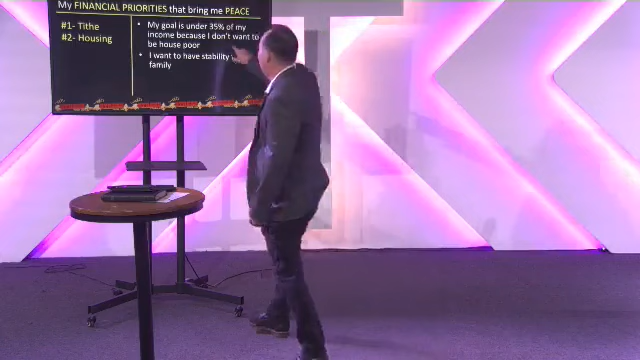 My FINANCIAL PRIORITIES that bring me PEACE
#1- Tithe
#2- Housing
• My goal is under 35% of my
income because I don't want to
be house poor
• I want to have stability
family